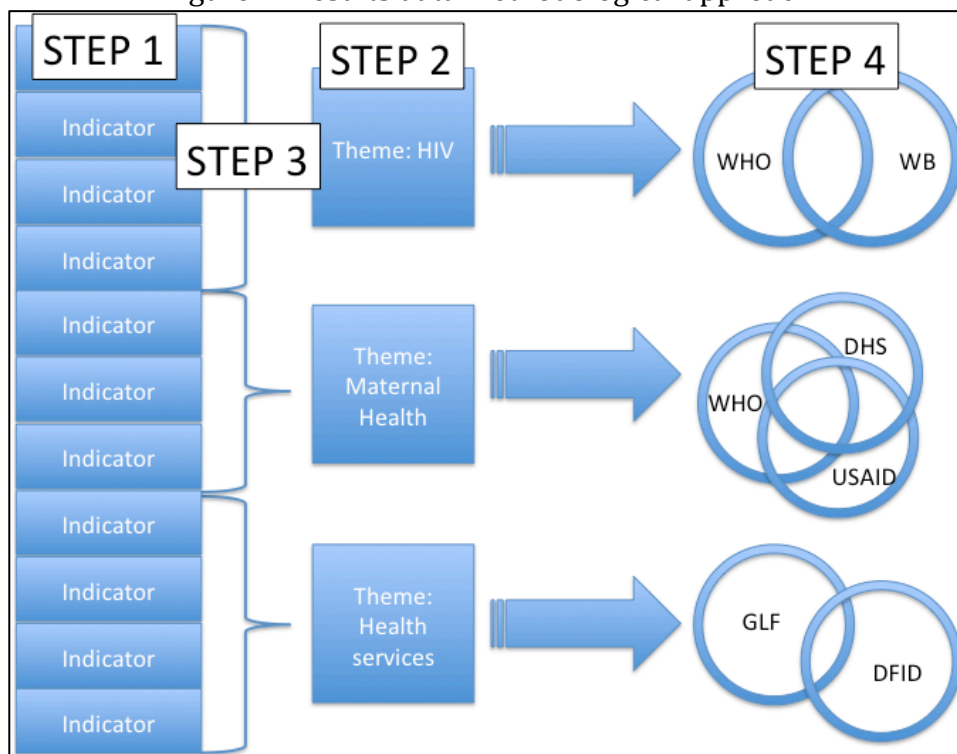 STEP 1
Indicator
Indicator
Indicator
Indicator
Indicator
Indicator
Indicator
Indicator
Indicator
Indicator
STEP 3
STEP 2
Theme: HIV
Theme:
Maternal
Health
Theme:
Health
services
STEP 4
WHO
WB
DHS
WHO
USAID
GLF
DFID